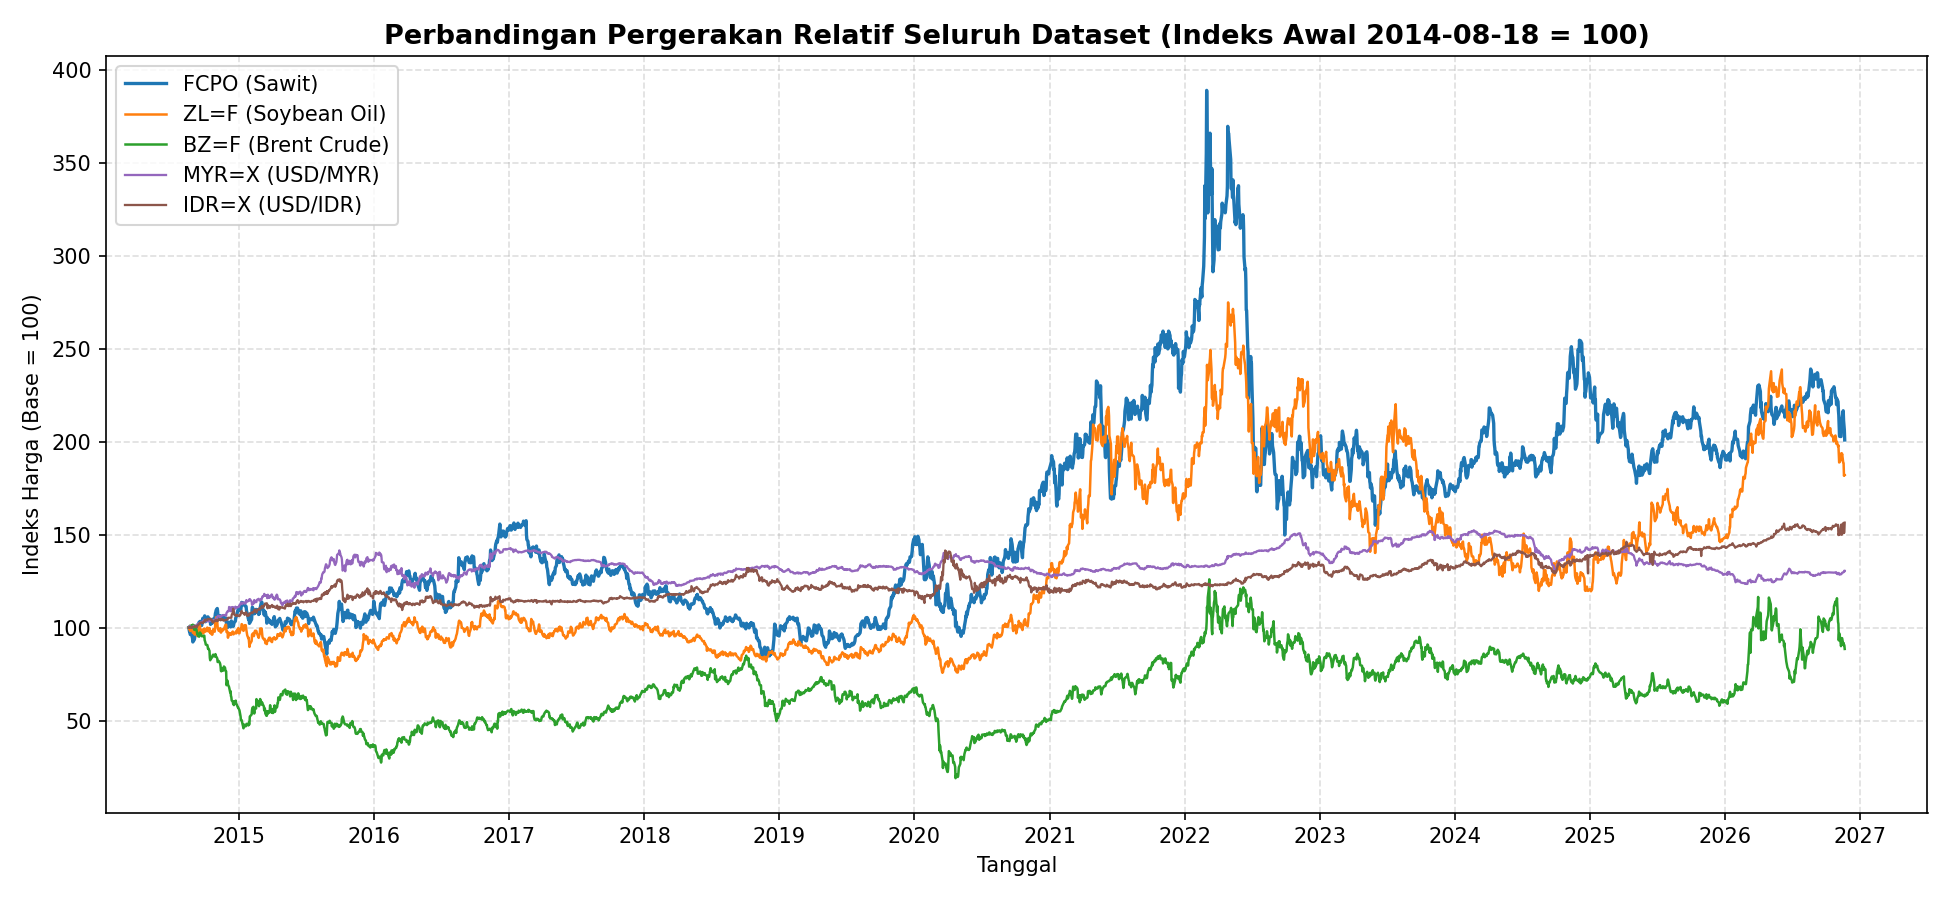 Perbandingan Pergerakan Relatif Seluruh Dataset (Indeks Awal 2014-08-18 = 100)
FCPO (Sawit)
ZL=F (Soybean Oil)
BZ=F (Brent Crude)
MYR=X (USD/MYR)
IDR=X (USD/IDR)
Indeks Harga (Base = 100)
400
350
300
250
200
150
100
50
2015 2016 2017 2018 2019 2020 2021 2022 2023 2024 2025 2026 2027
Tanggal